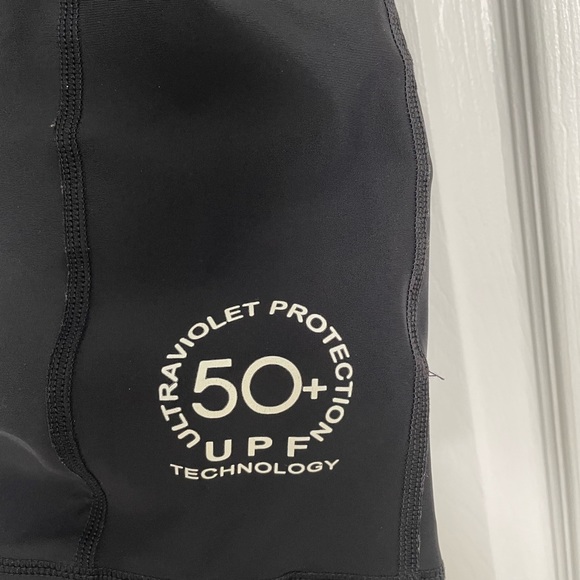 ULTRAVIOLET PROTECTION
50+
UPF
TECHNOLOGY